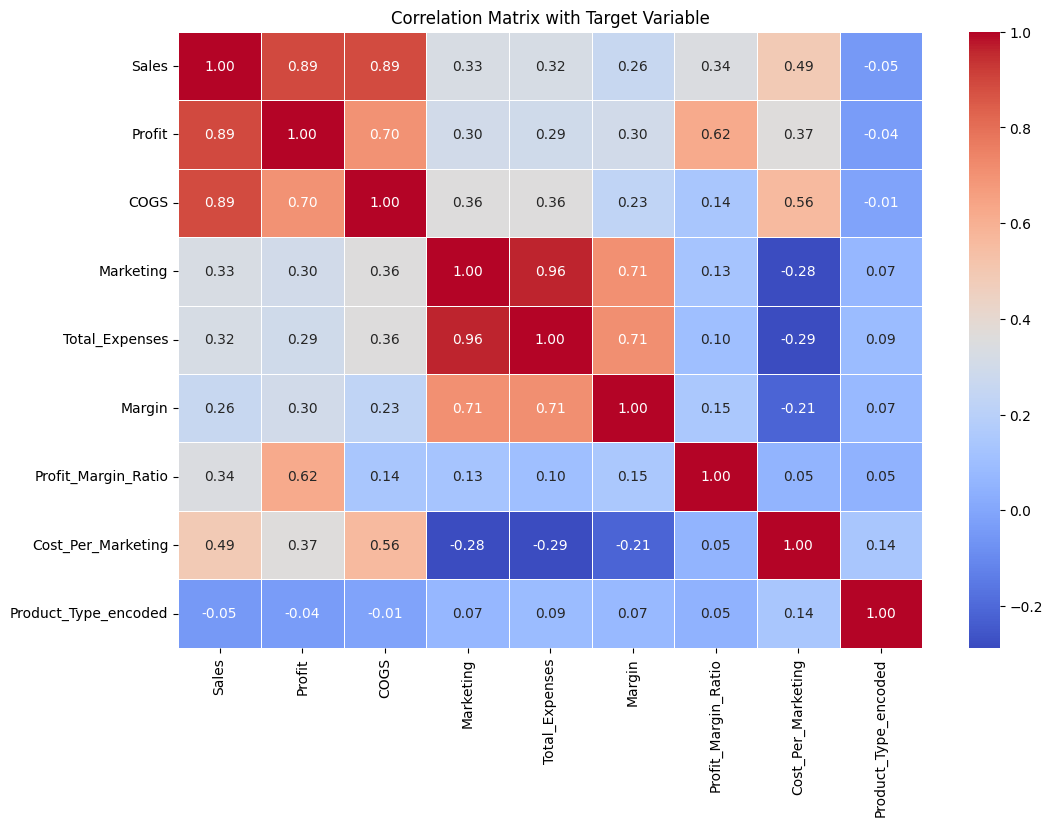 Correlation Matrix with Target Variable
Sales 1.00 0.89 0.89 0.33 0.32 0.26 0.34 0.49 -0.05
Profit 0.89 1.00 0.70 0.30 0.29 0.30 0.62 0.37 -0.04
COGS 0.89 0.70 1.00 0.36 0.36 0.23 0.14 0.56 -0.01
Marketing 0.33 0.30 0.36 1.00 0.96 0.71 0.13 -0.28 0.07
Total_Expenses 0.32 0.29 0.36 0.96 1.00 0.71 0.10 -0.29 0.09
Margin 0.26 0.30 0.23 0.71 0.71 1.00 0.15 -0.21 0.07
Profit_Margin_Ratio 0.34 0.62 0.14 0.13 0.10 0.15 1.00 0.05 0.05
Cost_Per_Marketing 0.49 0.37 0.56 -0.28 -0.29 -0.21 0.05 1.00 0.14
Product_Type_encoded -0.05 -0.04 -0.01 0.07 0.09 0.07 0.05 0.14 1.00
Sales
Profit
COGS
Marketing
Total_Expenses
Margin
Profit_Margin_Ratio
Cost_Per_Marketing
Product_Type_encoded
1.0
0.8
0.6
0.4
0.2
0.0
−0.2